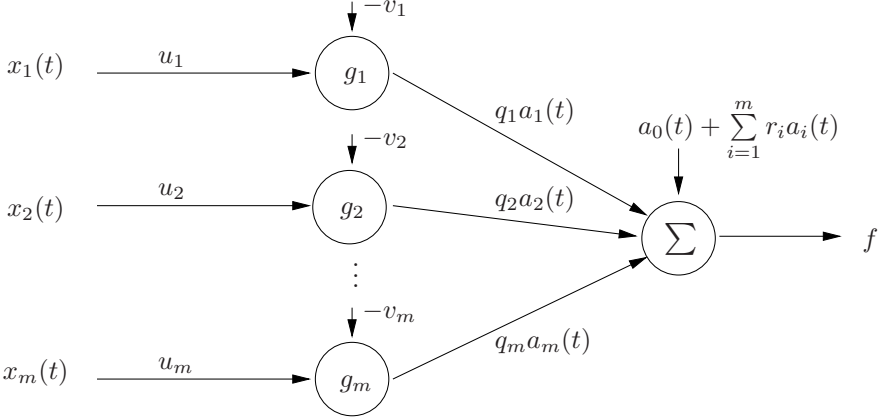 −v₁
x₁(t) u₁ g₁
q₁a₁(t)
a₀(t) + ∑ᵢ₌₁ᵐ rᵢaᵢ(t)
−v₂
x₂(t) u₂ g₂
q₂a₂(t)
∑ f
⋮
−vₘ
xₘ(t) uₘ gₘ
qₘaₘ(t)